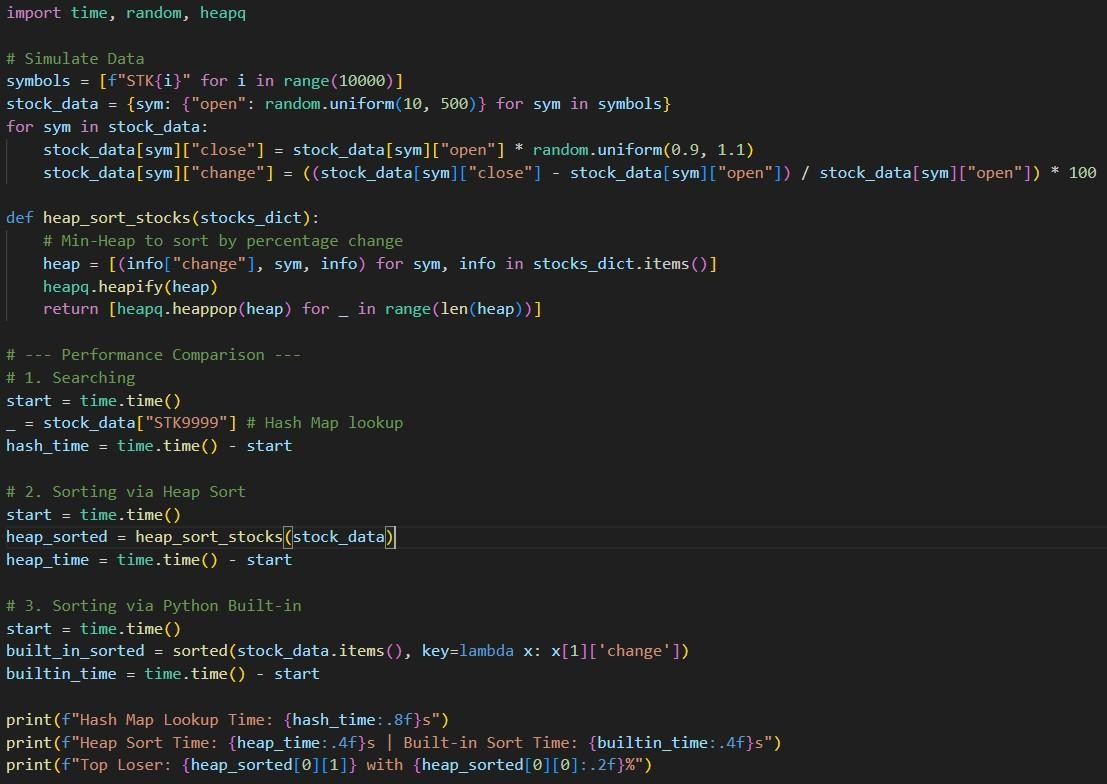 import time, random, heapq

# Simulate Data
symbols = [f"STK{i}" for i in range(10000)]
stock_data = {sym: {"open": random.uniform(10, 500)} for sym in symbols}
for sym in stock_data:
    stock_data[sym]["close"] = stock_data[sym]["open"] * random.uniform(0.9, 1.1)
    stock_data[sym]["change"] = ((stock_data[sym]["close"] - stock_data[sym]["open"]) / stock_data[sym]["open"]) * 100

def heap_sort_stocks(stocks_dict):
    # Min-Heap to sort by percentage change
    heap = [(info["change"], sym, info) for sym, info in stocks_dict.items()]
    heapq.heapify(heap)
    return [heapq.heappop(heap) for _ in range(len(heap))]

# --- Performance Comparison ---
# 1. Searching
start = time.time()
_ = stock_data["STK9999"] # Hash Map lookup
hash_time = time.time() - start

# 2. Sorting via Heap Sort
start = time.time()
heap_sorted = heap_sort_stocks(stock_data)
heap_time = time.time() - start

# 3. Sorting via Python Built-in
start = time.time()
built_in_sorted = sorted(stock_data.items(), key=lambda x: x[1]['change'])
builtin_time = time.time() - start

print(f"Hash Map Lookup Time: {hash_time:.8f}s")
print(f"Heap Sort Time: {heap_time:.4f}s | Built-in Sort Time: {builtin_time:.4f}s")
print(f"Top Loser: {heap_sorted[0][1]} with {heap_sorted[0][0]:.2f}%")